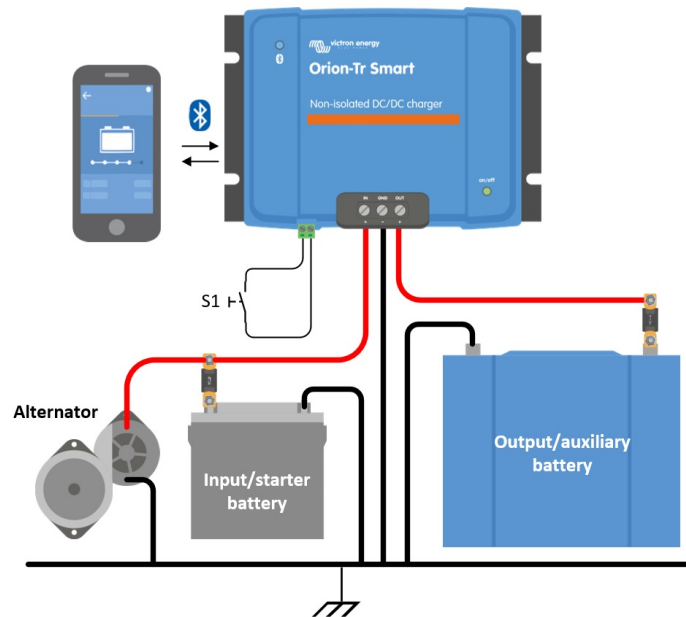 victron energy
Orion-Tr Smart
Non-isolated DC/DC charger
on/off
IN GND OUT
+ − +
S1
Alternator
Input/starter
battery
Output/auxiliary
battery